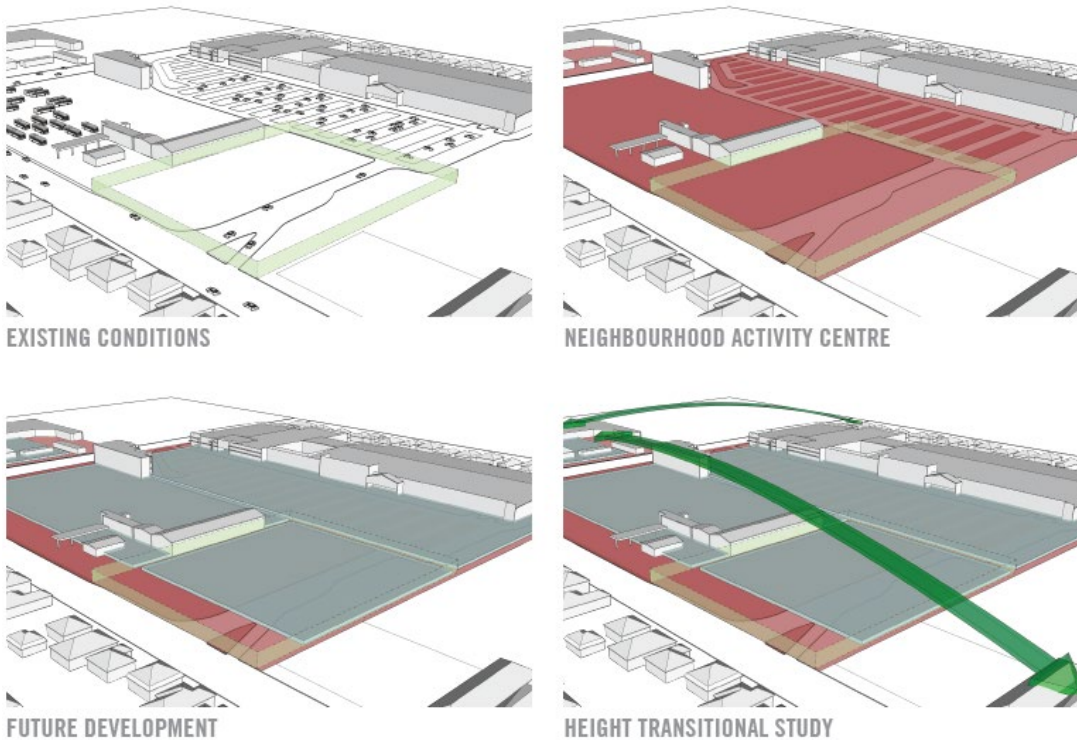 EXISTING CONDITIONS
NEIGHBOURHOOD ACTIVITY CENTRE
FUTURE DEVELOPMENT
HEIGHT TRANSITIONAL STUDY